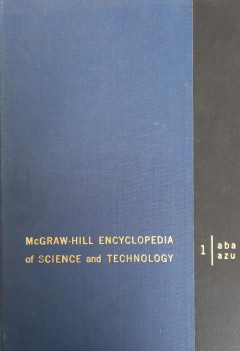 McGRAW-HILL ENCYCLOPEDIA
of SCIENCE and TECHNOLOGY
1
aba
azu